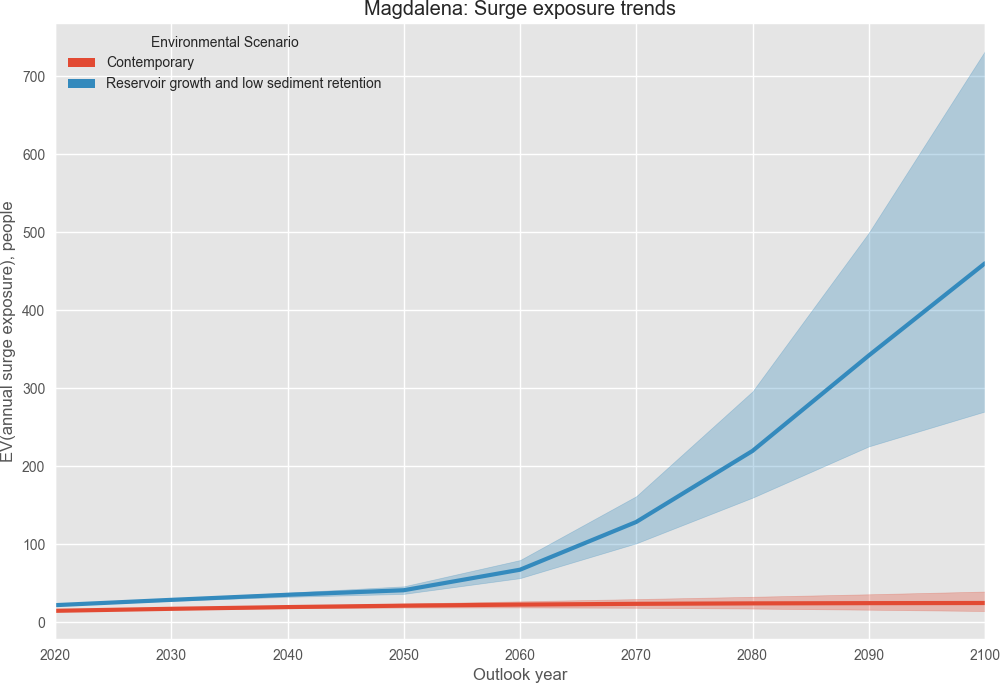 Magdalena: Surge exposure trends
Environmental Scenario
Contemporary
Reservoir growth and low sediment retention
EV(annual surge exposure), people
700
600
500
400
300
200
100
0
2020 2030 2040 2050 2060 2070 2080 2090 2100
Outlook year